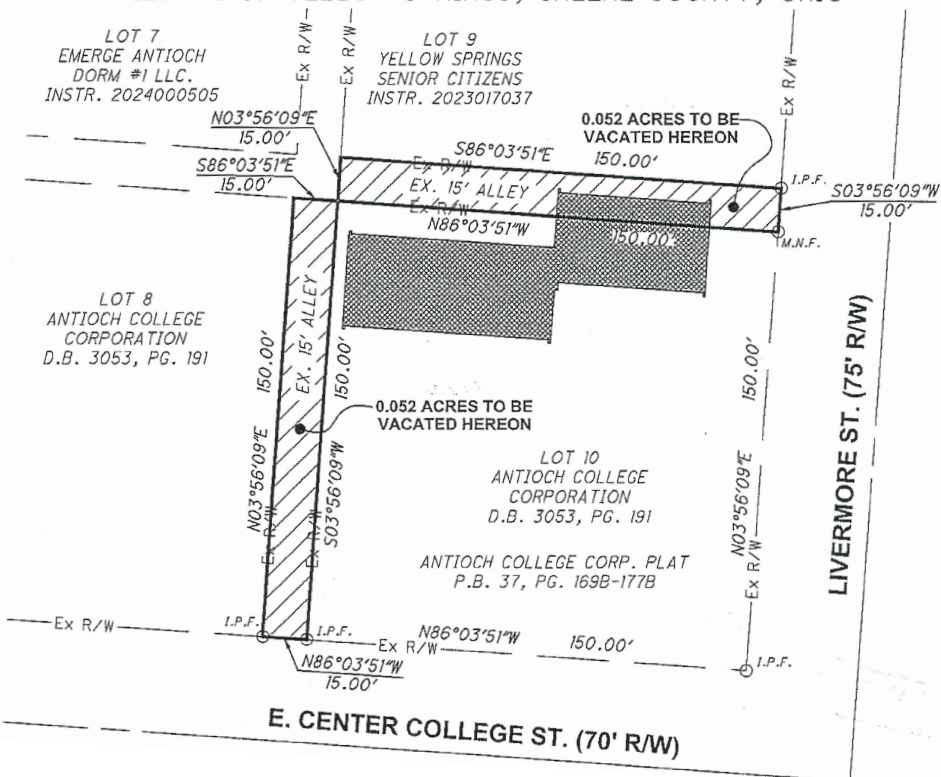 LOT 7
EMERGE ANTIOCH
DORM #1 LLC.
INSTR. 2024000505
Ex R/W
Ex R/W
LOT 9
YELLOW SPRINGS
SENIOR CITIZENS
INSTR. 2023017037
Ex R/W
N03°56'09"E
15.00'
0.052 ACRES TO BE
VACATED HEREON
S86°03'51"E
15.00'
S86°03'51"E 150.00'
Ex R/W
EX. 15' ALLEY
Ex R/W
N86°03'51"W
150.00'
I.P.F.
S03°56'09"W
15.00'
M.N.F.
LOT 8
ANTIOCH COLLEGE
CORPORATION
D.B. 3053, PG. 191
150.00'
EX. 15' ALLEY
150.00'
150.00'
LIVERMORE ST. (75' R/W)
0.052 ACRES TO BE
VACATED HEREON
N03°56'09"E
S03°56'09"W
Ex R/W
Ex R/W
LOT 10
ANTIOCH COLLEGE
CORPORATION
D.B. 3053, PG. 191
N03°56'09"E
Ex R/W
ANTIOCH COLLEGE CORP. PLAT
P.B. 37, PG. 169B-177B
Ex R/W
I.P.F.
I.P.F.
Ex R/W
N86°03'51"W
150.00'
I.P.F.
N86°03'51"W
15.00'
E. CENTER COLLEGE ST. (70' R/W)